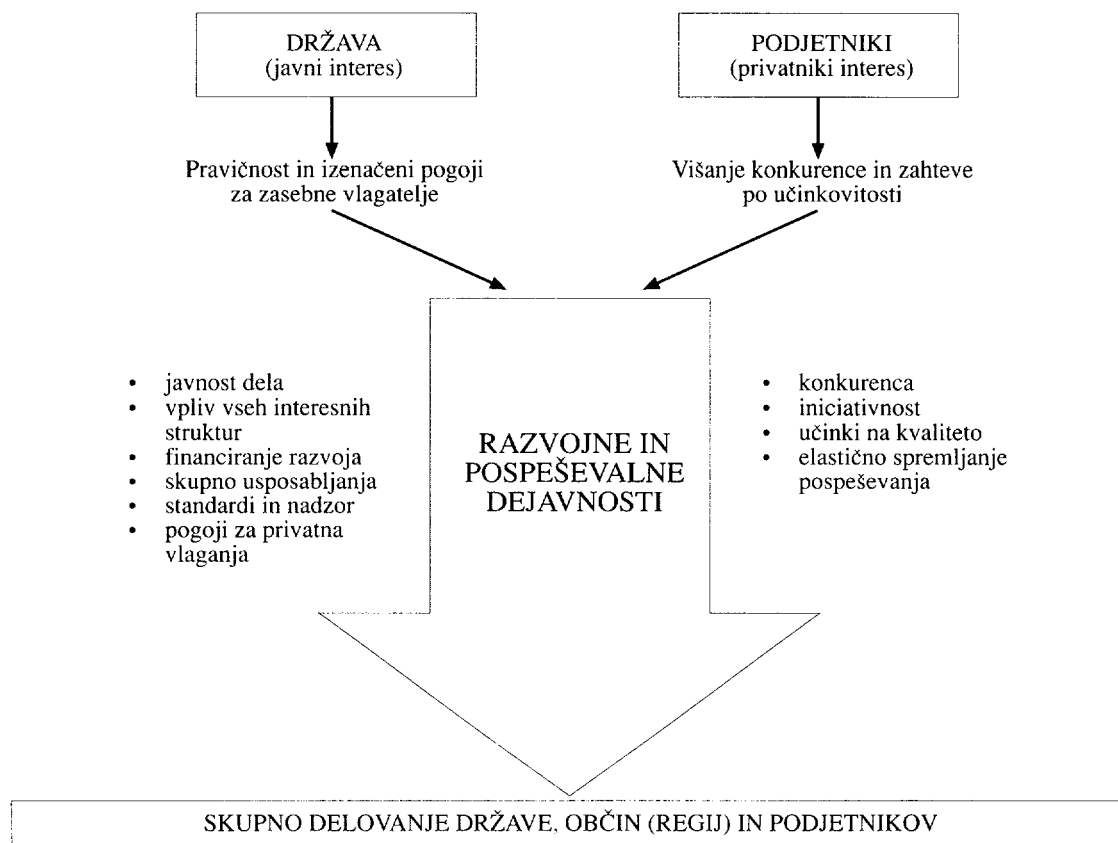 DRŽAVA
(javni interes)
PODJETNIKI
(privatniki interes)
Pravičnost in izenačeni pogoji
za zasebne vlagatelje
Višanje konkurence in zahteve
po učinkovitosti
• javnost dela
• vpliv vseh interesnih
struktur
• financiranje razvoja
• skupno usposabljanja
• standardi in nadzor
• pogoji za privatna
vlaganja
RAZVOJNE IN
POSPEŠEVALNE
DEJAVNOSTI
• konkurenca
• iniciativnost
• učinki na kvaliteto
• elastično spremljanje
pospeševanja
SKUPNO DELOVANJE DRŽAVE, OBČIN (REGIJ) IN PODJETNIKOV